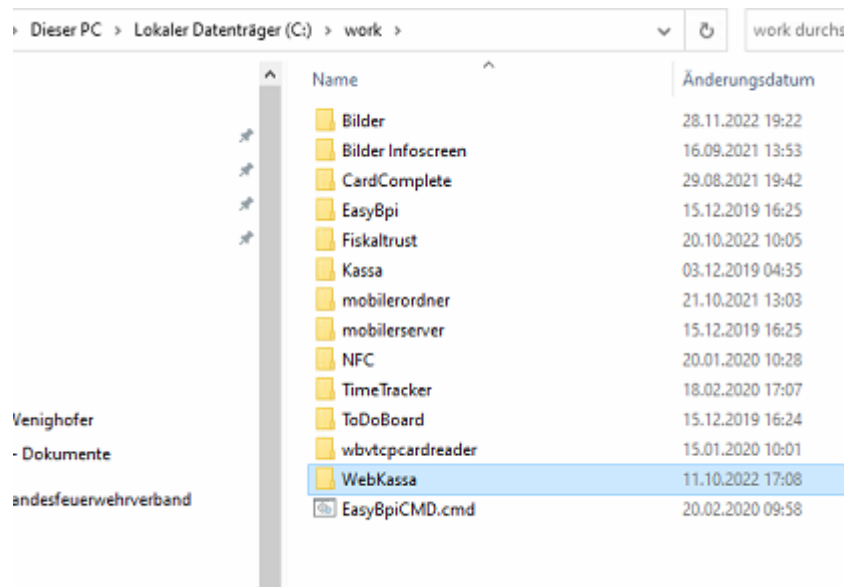 Dieser PC > Lokaler Datenträger (C:) > work >
work durchs
Name Änderungsdatum
Bilder 28.11.2022 19:22
Bilder Infoscreen 16.09.2021 13:53
CardComplete 29.08.2021 19:42
EasyBpi 15.12.2019 16:25
Fiskaltrust 20.10.2022 10:05
Kassa 03.12.2019 04:35
mobilerordner 21.10.2021 13:03
mobilerserver 15.12.2019 16:25
NFC 20.01.2020 10:28
TimeTracker 18.02.2020 17:07
Wenighofer
ToDoBoard 15.12.2019 16:24
- Dokumente
wbvtcpcardreader 15.01.2020 10:01
WebKassa 11.10.2022 17:08
andesfeuerwehrverband
EasyBpiCMD.cmd 20.02.2020 09:58